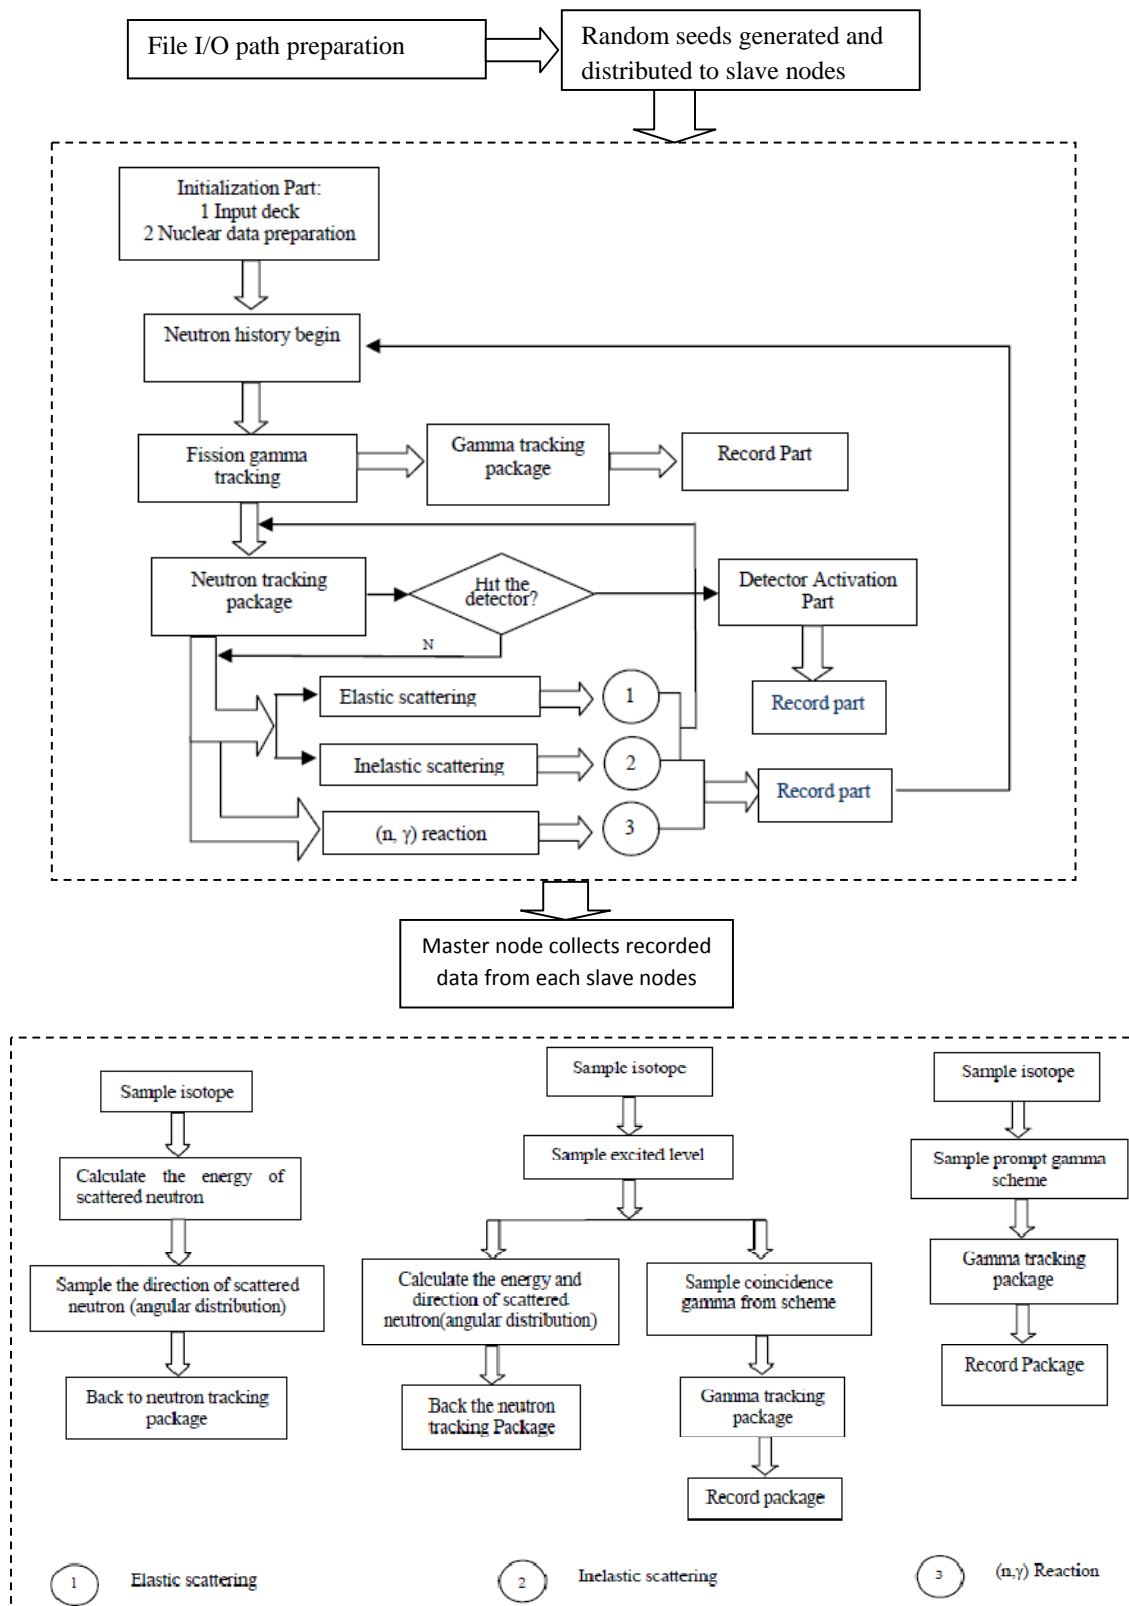 File I/O path preparation
Random seeds generated and
distributed to slave nodes
Initialization Part:
1 Input deck
2 Nuclear data preparation
Neutron history begin
Fission gamma
tracking
Gamma tracking
package
Record Part
Neutron tracking
package
Hit the
detector?
Detector Activation
Part
N
Record part
Elastic scattering
1
Inelastic scattering
2
Record part
(n, γ) reaction
3
Master node collects recorded
data from each slave nodes
Sample isotope
Calculate the energy of
scattered neutron
Sample the direction of scattered
neutron (angular distribution)
Back to neutron tracking
package
Sample isotope
Sample excited level
Calculate the energy and
direction of scattered
neutron(angular distribution)
Back the neutron
tracking Package
Sample coincidence
gamma from scheme
Gamma tracking
package
Record package
Sample isotope
Sample prompt gamma
scheme
Gamma tracking
package
Record Package
1
Elastic scattering
2
Inelastic scattering
3
(n,γ) Reaction